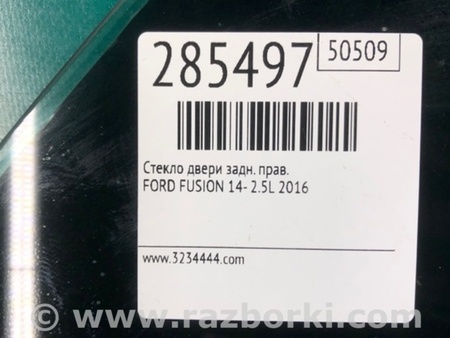 285497
50509
Стекло двери задн. прав.
FORD FUSION 14- 2.5L 2016
www.3234444.com
www.razborki.com